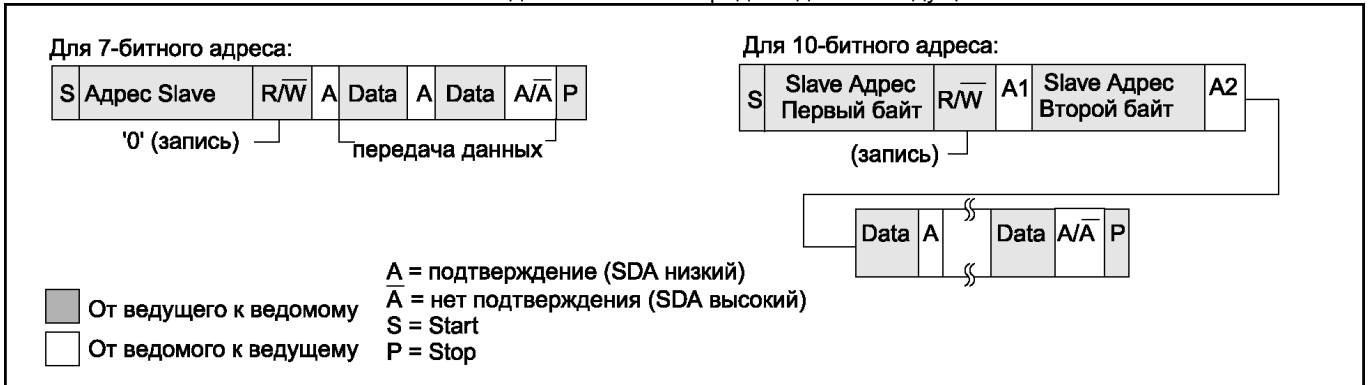 Для 7-битного адреса:
S Адрес Slave R/W̅ A Data A Data A/A̅ P
'0' (запись)
передача данных
Для 10-битного адреса:
S Slave Адрес Первый байт R/W̅ A1 Slave Адрес Второй байт A2
(запись)
Data A Data A/A̅ P
От ведущего к ведомому
От ведомого к ведущему
A = подтверждение (SDA низкий)
A̅ = нет подтверждения (SDA высокий)
S = Start
P = Stop